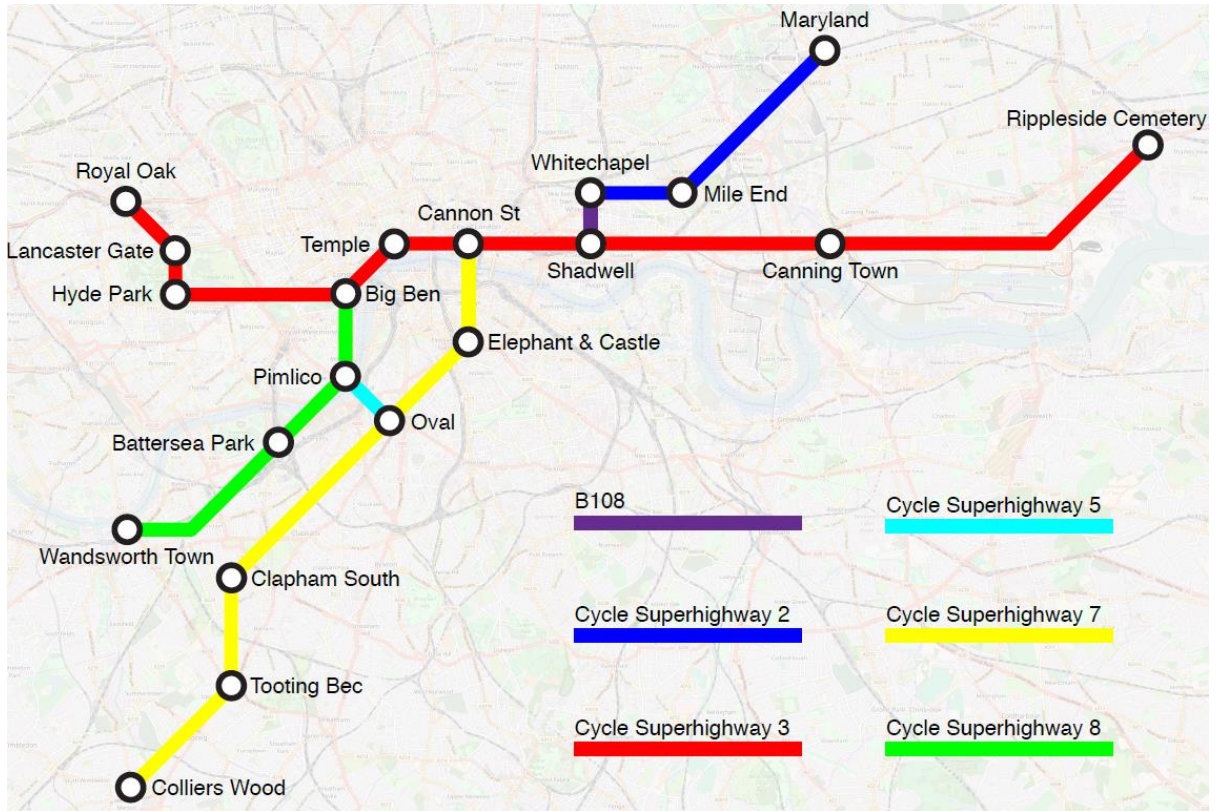 Maryland
Rippleside Cemetery
Whitechapel
Royal Oak
Mile End
Cannon St
Temple
Lancaster Gate
Shadwell
Canning Town
Hyde Park
Big Ben
Elephant & Castle
Pimlico
Oval
Battersea Park
Wandsworth Town
Clapham South
Tooting Bec
Colliers Wood
B108
Cycle Superhighway 5
Cycle Superhighway 2
Cycle Superhighway 7
Cycle Superhighway 3
Cycle Superhighway 8